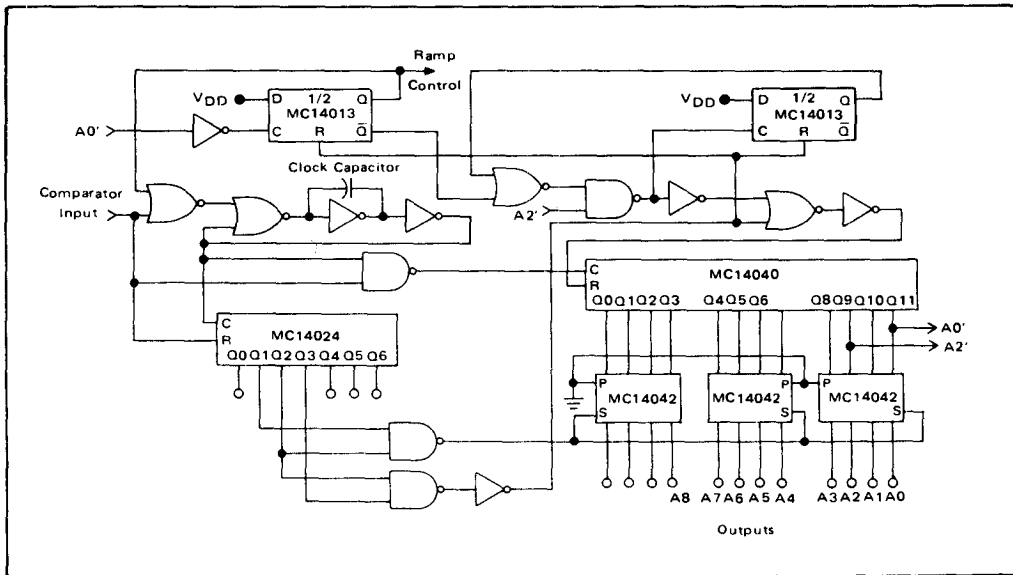 Ramp
Control
VDD D 1/2 Q
MC14013
A0' C R Q̅
Clock Capacitor
VDD D 1/2 Q
MC14013
C R Q̅
Comparator
Input
A2'
C
R
MC14040
Q0 Q1 Q2 Q3 Q4 Q5 Q6 Q8 Q9 Q10 Q11
A0'
A2'
C
R
MC14024
Q0 Q1 Q2 Q3 Q4 Q5 Q6
P
MC14042
S
P
MC14042
S
P
MC14042
S
A8 A7 A6 A5 A4 A3 A2 A1 A0
Outputs